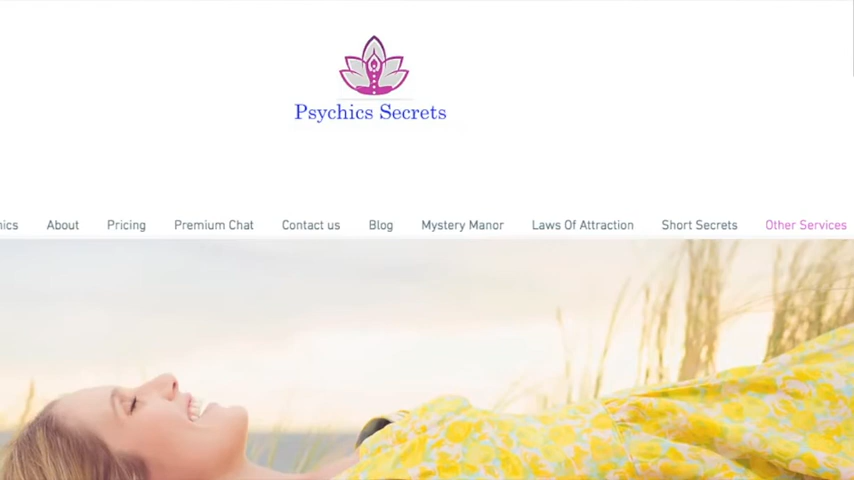 Psychics Secrets
About Pricing Premium Chat Contact us Blog Mystery Manor Laws Of Attraction Short Secrets Other Services